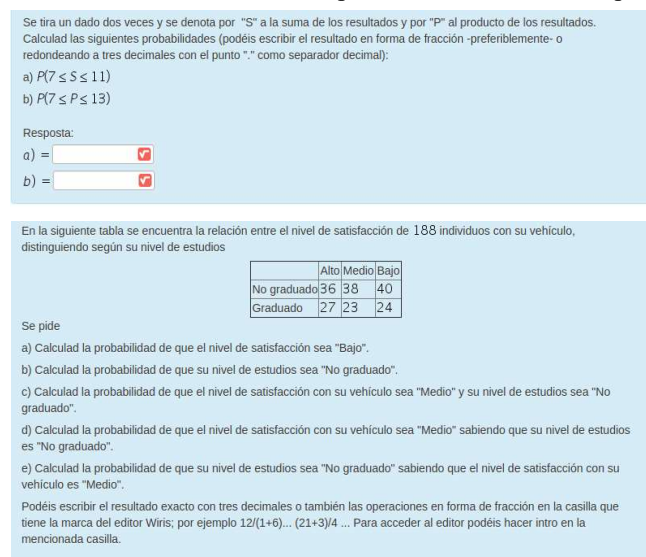 Se tira un dado dos veces y se denota por "S" a la suma de los resultados y por "P" al producto de los resultados.
Calculad las siguientes probabilidades (podéis escribir el resultado en forma de fracción -preferiblemente- o
redondeando a tres decimales con el punto "." como separador decimal):
a) P(7 ≤ S ≤ 11)
b) P(7 ≤ P ≤ 13)
Resposta:
a) =
b) =
En la siguiente tabla se encuentra la relación entre el nivel de satisfacción de 188 individuos con su vehículo,
distinguiendo según su nivel de estudios
Alto Medio Bajo
No graduado 36 38 40
Graduado 27 23 24
Se pide
a) Calculad la probabilidad de que el nivel de satisfacción sea "Bajo".
b) Calculad la probabilidad de que su nivel de estudios sea "No graduado".
c) Calculad la probabilidad de que el nivel de satisfacción con su vehículo sea "Medio" y su nivel de estudios sea "No
graduado".
d) Calculad la probabilidad de que el nivel de satisfacción con su vehículo sea "Medio" sabiendo que su nivel de estudios
es "No graduado".
e) Calculad la probabilidad de que su nivel de estudios sea "No graduado" sabiendo que el nivel de satisfacción con su
vehículo es "Medio".
Podéis escribir el resultado exacto con tres decimales o también las operaciones en forma de fracción en la casilla que
tiene la marca del editor Wiris; por ejemplo 12/(1+6)... (21+3)/4 ... Para acceder al editor podéis hacer intro en la
mencionada casilla.